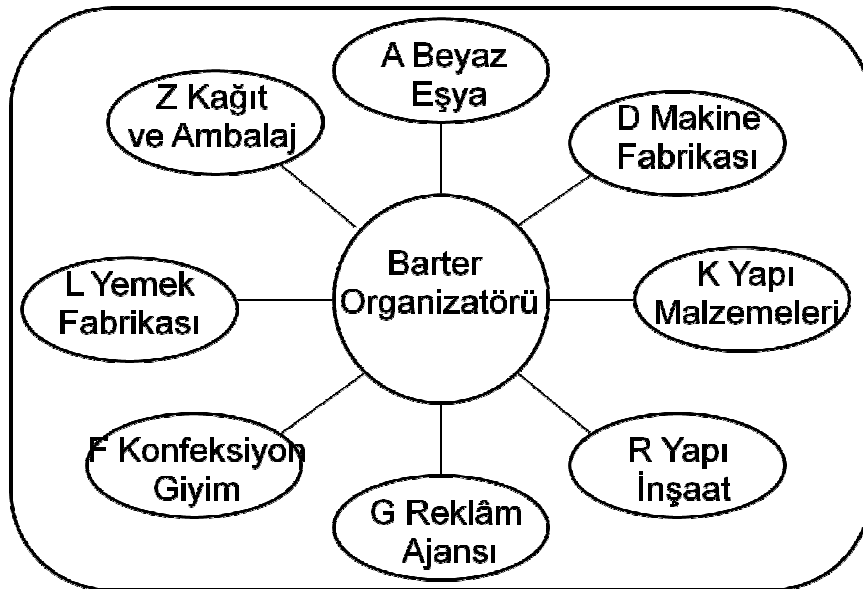 A Beyaz
Eşya
Z Kağıt
ve Ambalaj
D Makine
Fabrikası
Barter
Organizatörü
L Yemek
Fabrikası
K Yapı
Malzemeleri
F Konfeksiyon
Giyim
R Yapı
İnşaat
G Reklâm
Ajansı